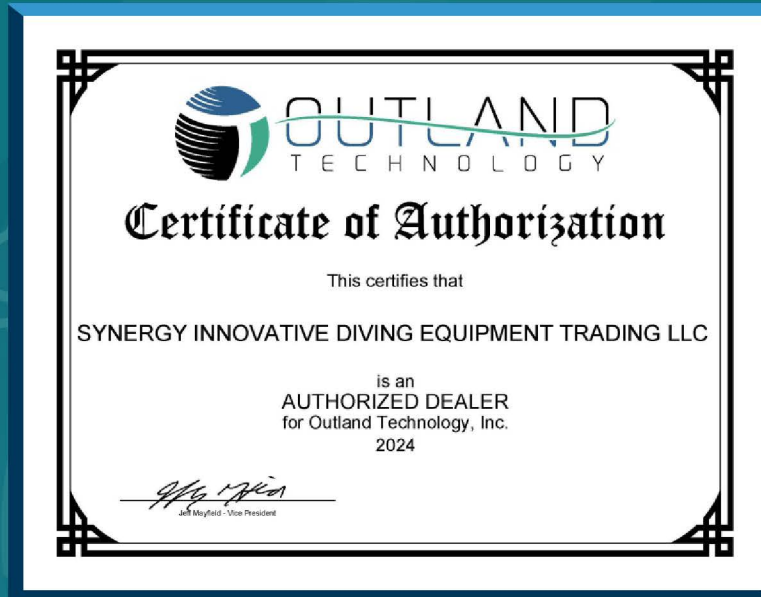 OUTLAND
TECHNOLOGY
Certificate of Authorization
This certifies that
SYNERGY INNOVATIVE DIVING EQUIPMENT TRADING LLC
is an
AUTHORIZED DEALER
for Outland Technology, Inc.
2024
Jeff Mayfield - Vice President